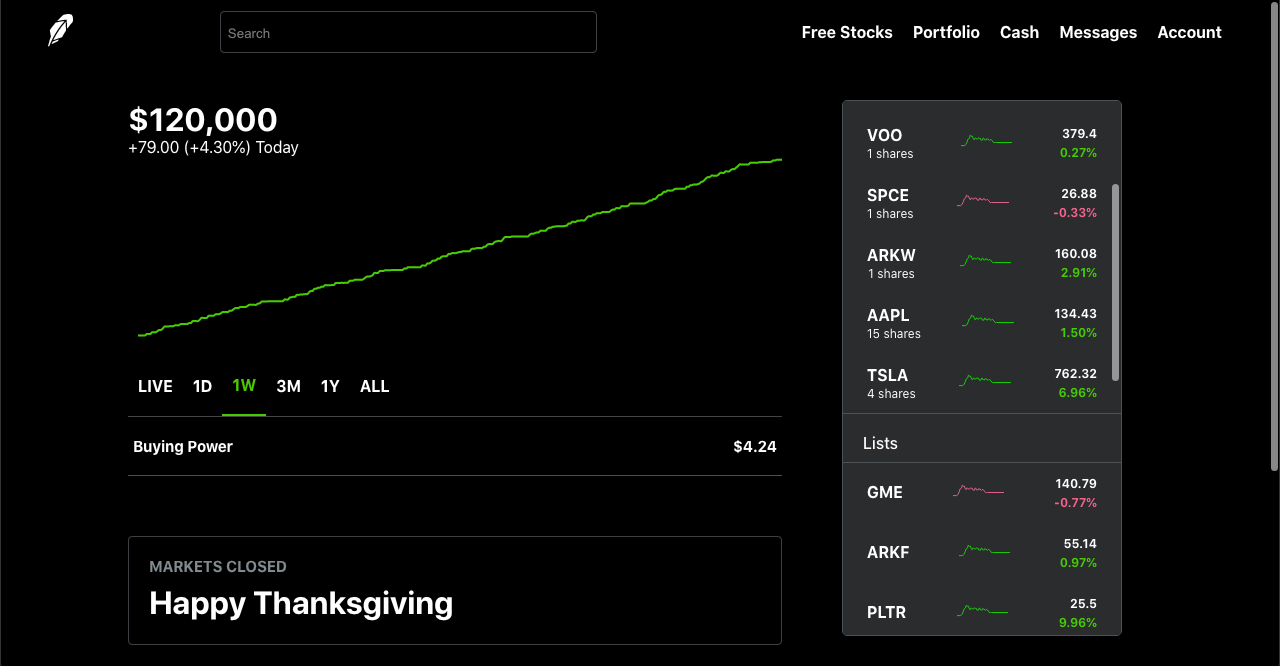 Search
Free Stocks Portfolio Cash Messages Account
$120,000
+79.00 (+4.30%) Today
LIVE 1D 1W 3M 1Y ALL
Buying Power $4.24
MARKETS CLOSED
Happy Thanksgiving
VOO 379.4
1 shares 0.27%
SPCE 26.88
1 shares -0.33%
ARKW 160.08
1 shares 2.91%
AAPL 134.43
15 shares 1.50%
TSLA 762.32
4 shares 6.96%
Lists
GME 140.79
-0.77%
ARKF 55.14
0.97%
PLTR 25.5
9.96%